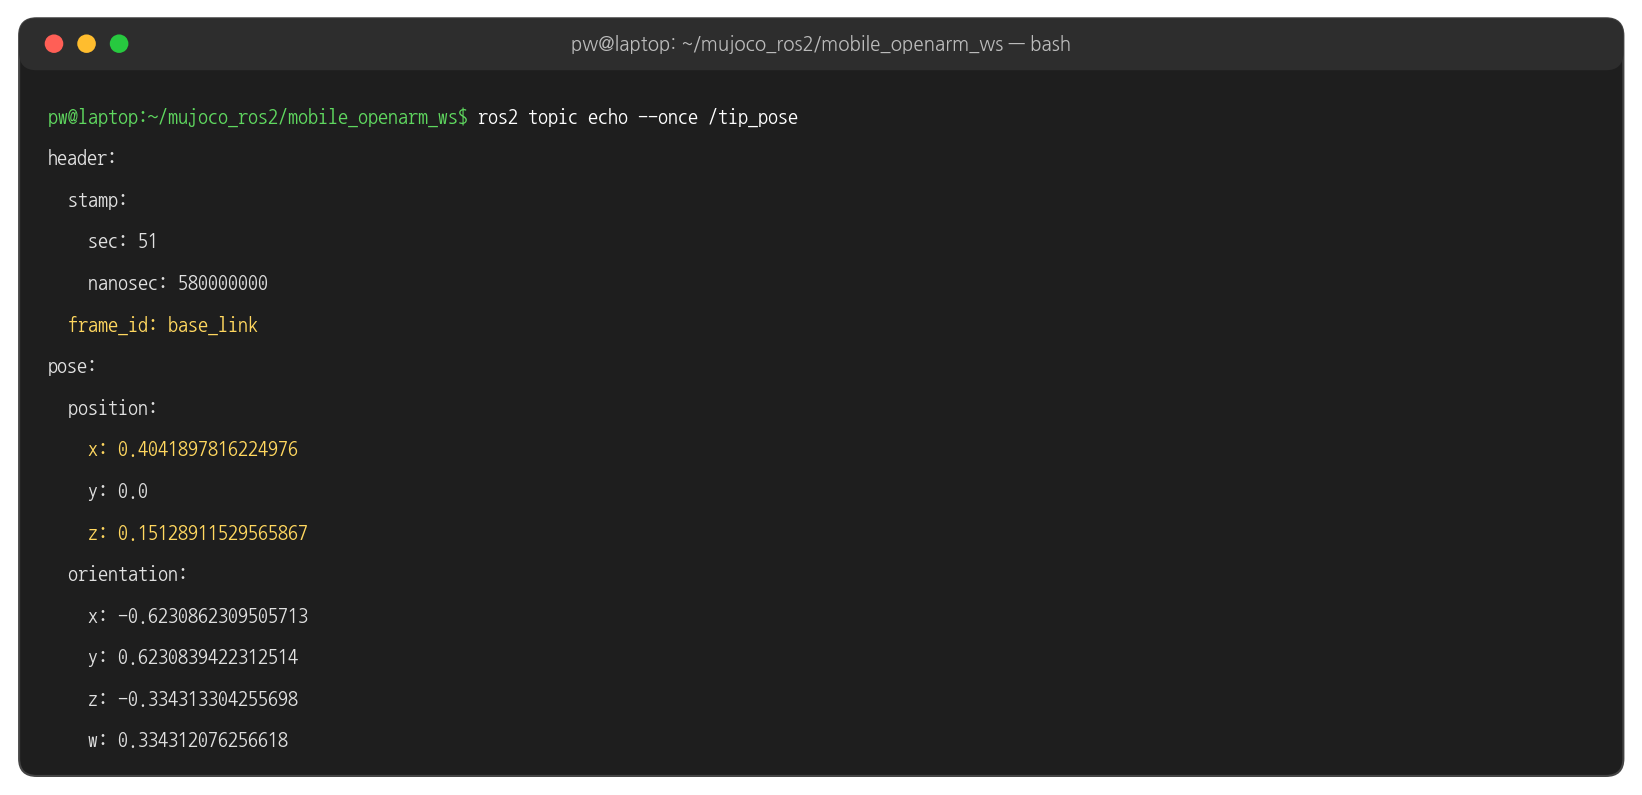 pw@laptop: ~/mujoco_ros2/mobile_openarm_ws — bash
pw@laptop:~/mujoco_ros2/mobile_openarm_ws$ ros2 topic echo --once /tip_pose
header:
  stamp:
    sec: 51
    nanosec: 580000000
  frame_id: base_link
pose:
  position:
    x: 0.4041897816224976
    y: 0.0
    z: 0.15128911529565867
  orientation:
    x: -0.6230862309505713
    y: 0.6230839422312514
    z: -0.334313304255698
    w: 0.334312076256618